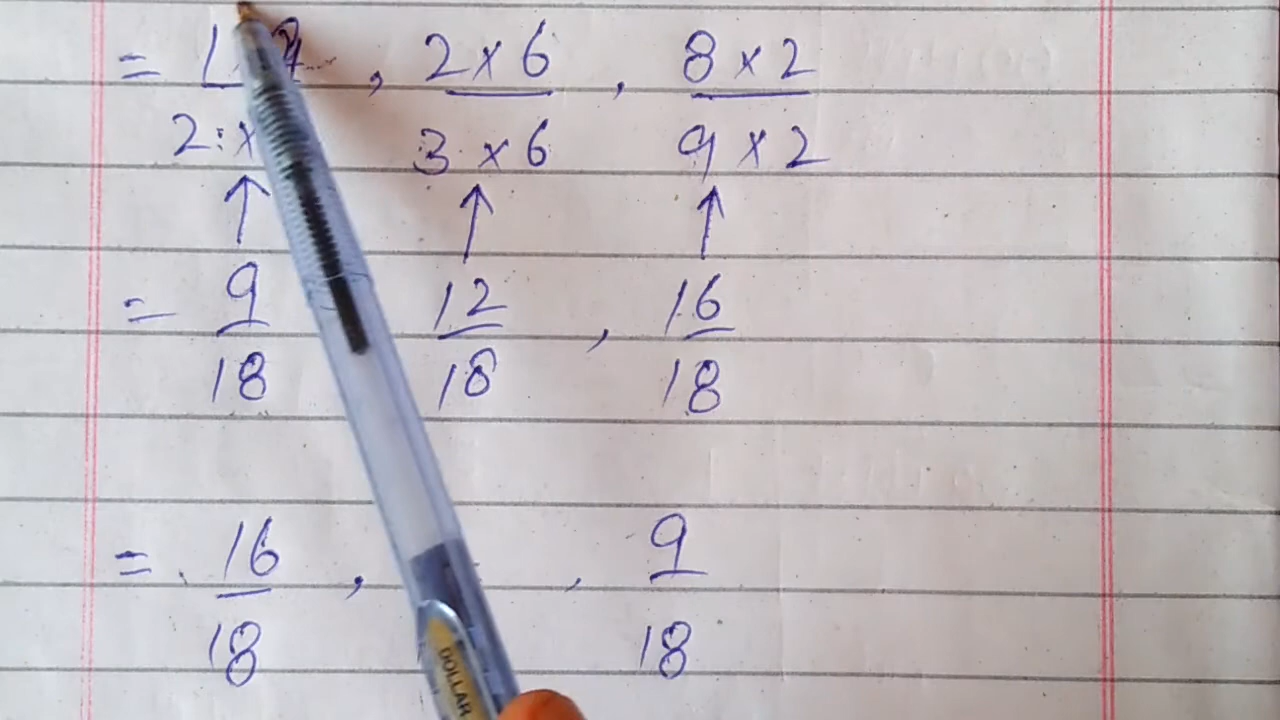 = 1 9 , 2 x 6 , 8 x 2
2 x 3 x 6 9 x 2
↑ ↑ ↑
= 9 12 , 16
18 18 18
= 16 , , 9
18 18
DOLLAR